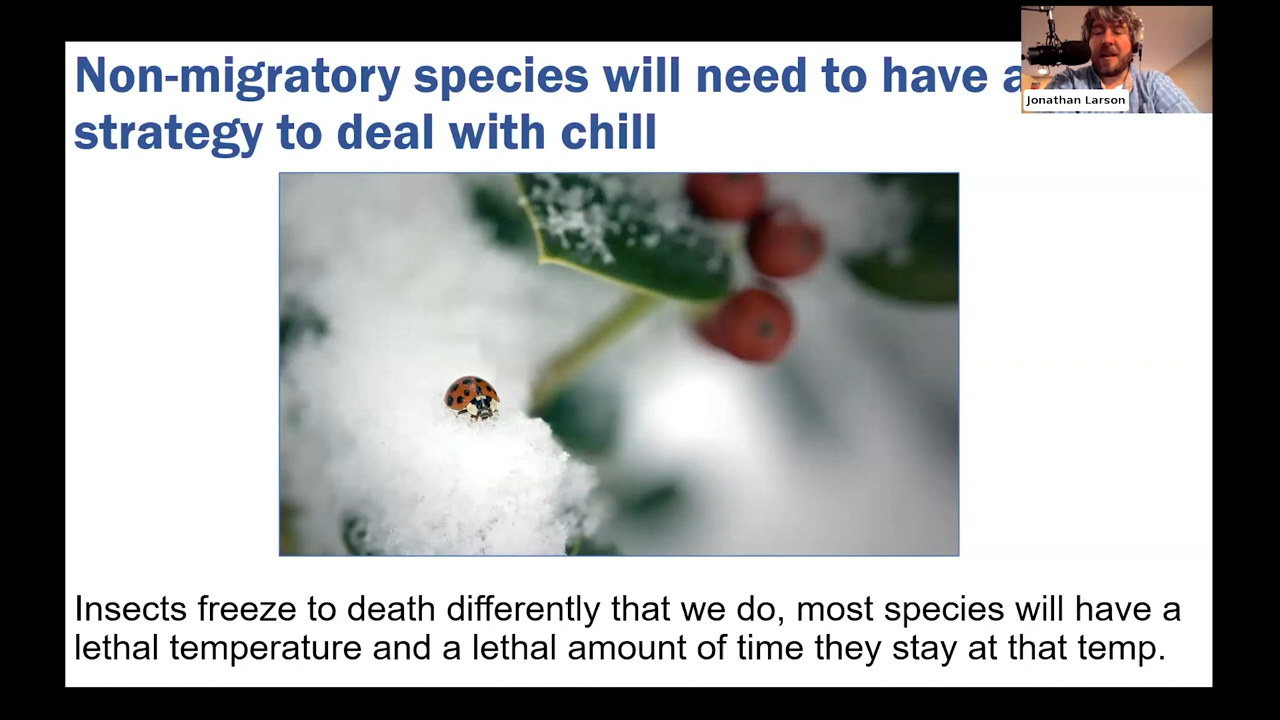 Non-migratory species will need to have a
strategy to deal with chill
Jonathan Larson
Insects freeze to death differently that we do, most species will have a
lethal temperature and a lethal amount of time they stay at that temp.